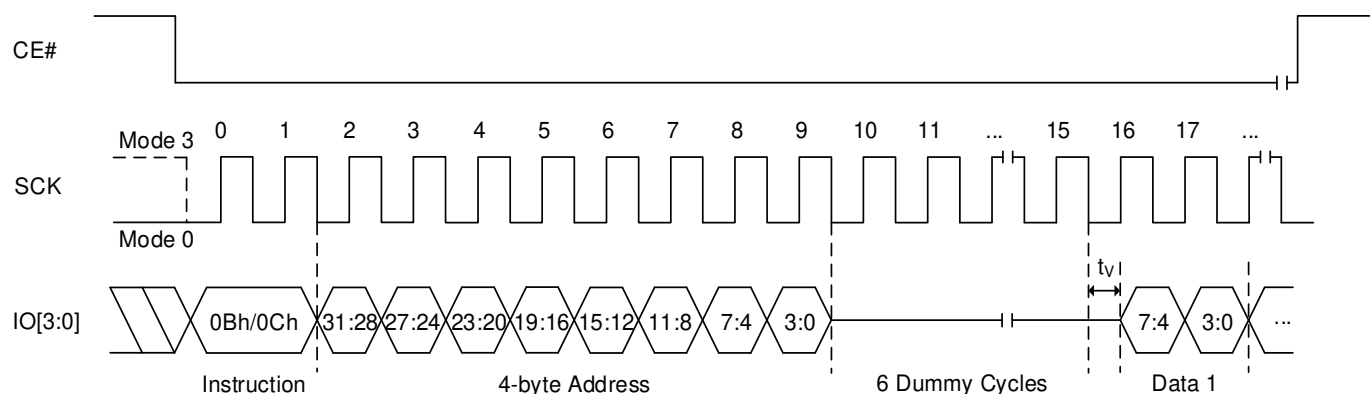 CE#
Mode 3 0 1 2 3 4 5 6 7 8 9 10 11 ... 15 16 17 ...
SCK
Mode 0
tV
IO[3:0] 0Bh/0Ch 31:28 27:24 23:20 19:16 15:12 11:8 7:4 3:0 7:4 3:0 ...
Instruction 4-byte Address 6 Dummy Cycles Data 1